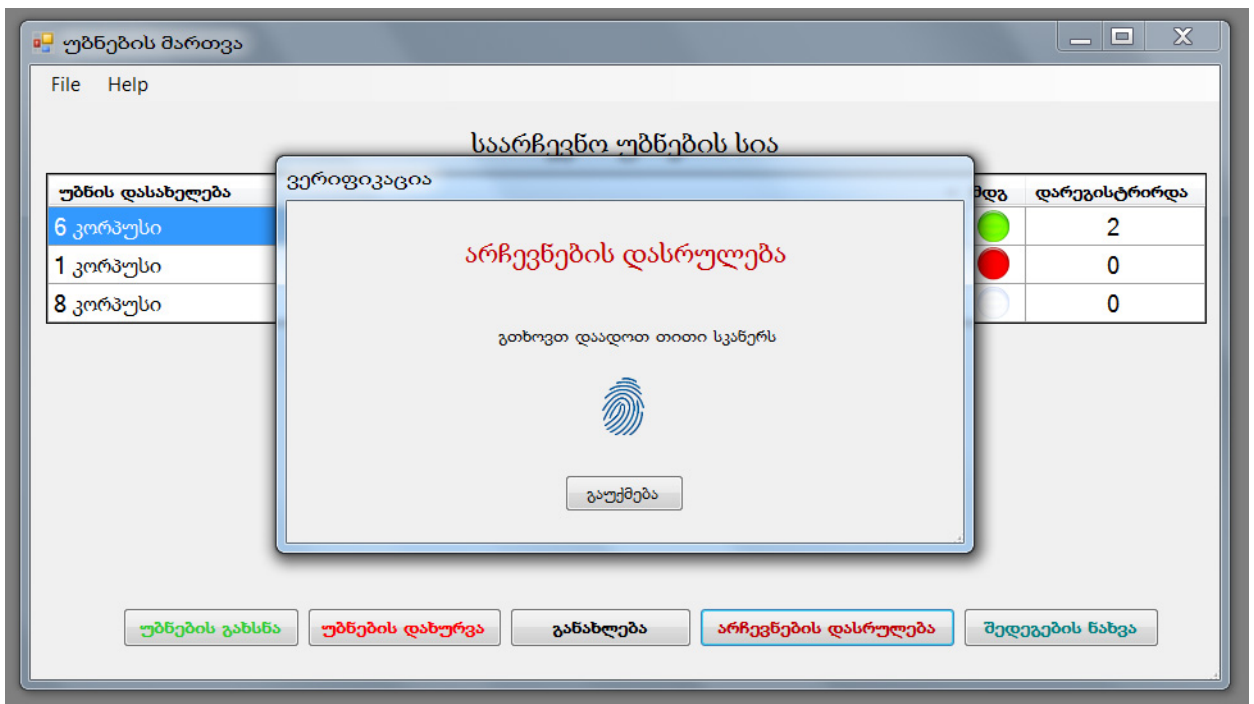 უბნების მართვა
File Help
საარჩევნო უბნების სია
უბნის დასახელება დარეგისტრირდა
6 კორპუსი 2
1 კორპუსი 0
8 კორპუსი 0
ვერიფიკაცია
არჩევნების დასრულება
გთხოვთ დაადოთ თითი სკანერს
გაუქმება
უბნების გახსნა უბნების დახურვა განახლება არჩევნების დასრულება შედეგების ნახვა